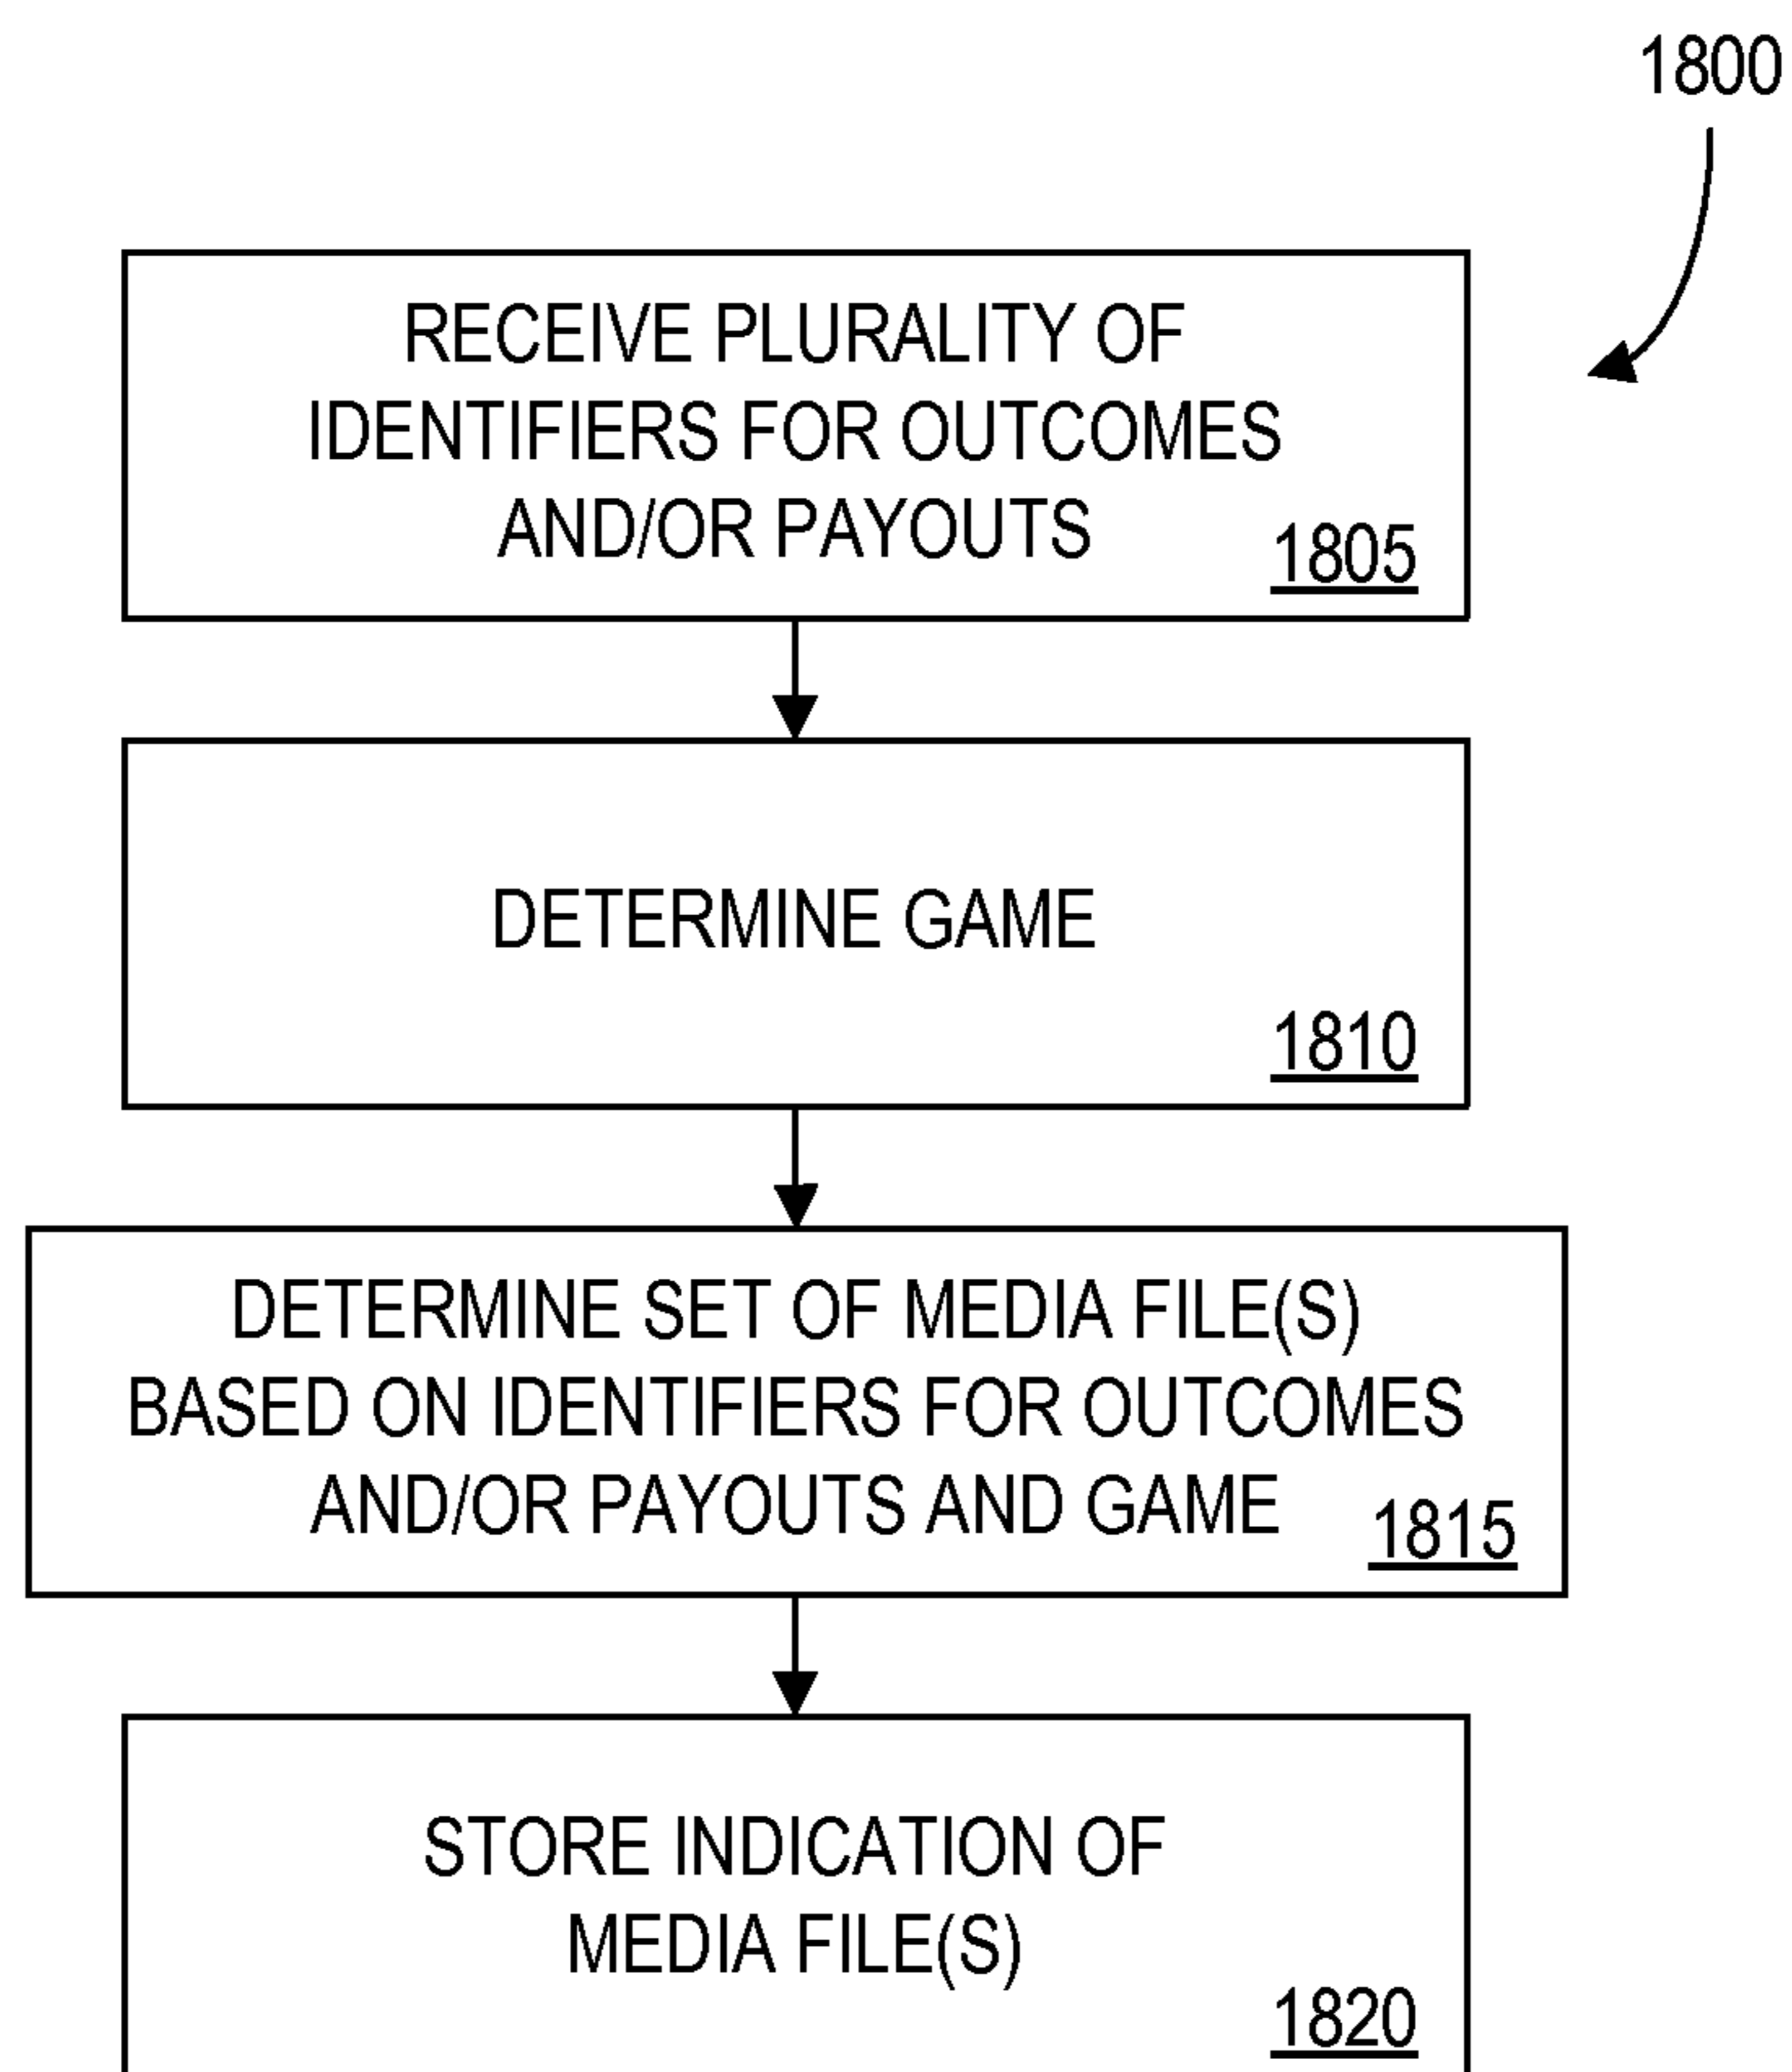 1800
RECEIVE PLURALITY OF
IDENTIFIERS FOR OUTCOMES
AND/OR PAYOUTS
1805
DETERMINE GAME
1810
DETERMINE SET OF MEDIA FILE(S)
BASED ON IDENTIFIERS FOR OUTCOMES
AND/OR PAYOUTS AND GAME
1815
STORE INDICATION OF
MEDIA FILE(S)
1820